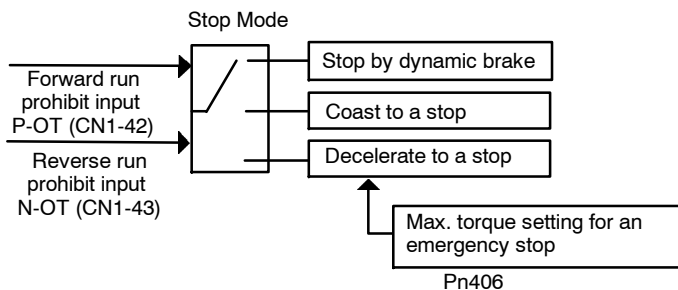 Stop Mode
Stop by dynamic brake
Forward run
prohibit input
P-OT (CN1-42)
Coast to a stop
Reverse run
prohibit input
N-OT (CN1-43)
Decelerate to a stop
Max. torque setting for an
emergency stop
Pn406